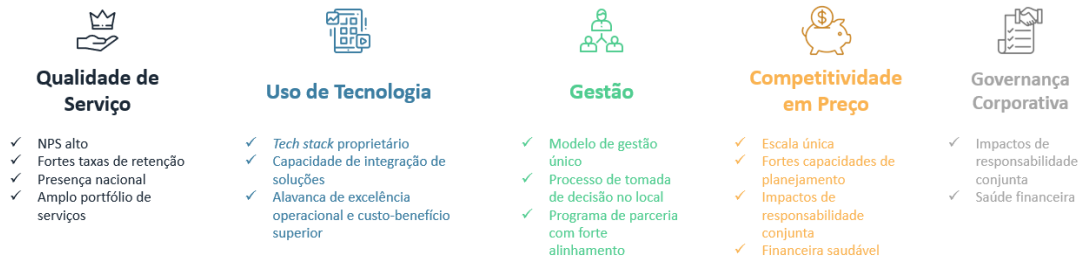 Qualidade de
Serviço
✓ NPS alto
✓ Fortes taxas de retenção
✓ Presença nacional
✓ Amplo portfólio de
serviços
Uso de Tecnologia
✓ Tech stack proprietário
✓ Capacidade de integração de
soluções
✓ Alavanca de excelência
operacional e custo-benefício
superior
Gestão
✓ Modelo de gestão
único
✓ Processo de tomada
de decisão no local
✓ Programa de parceria
com forte
alinhamento
Competitividade
em Preço
✓ Escala única
✓ Fortes capacidades de
planejamento
✓ Impactos de
responsabilidade
conjunta
✓ Financeira saudável
Governança
Corporativa
✓ Impactos de
responsabilidade
conjunta
✓ Saúde financeira